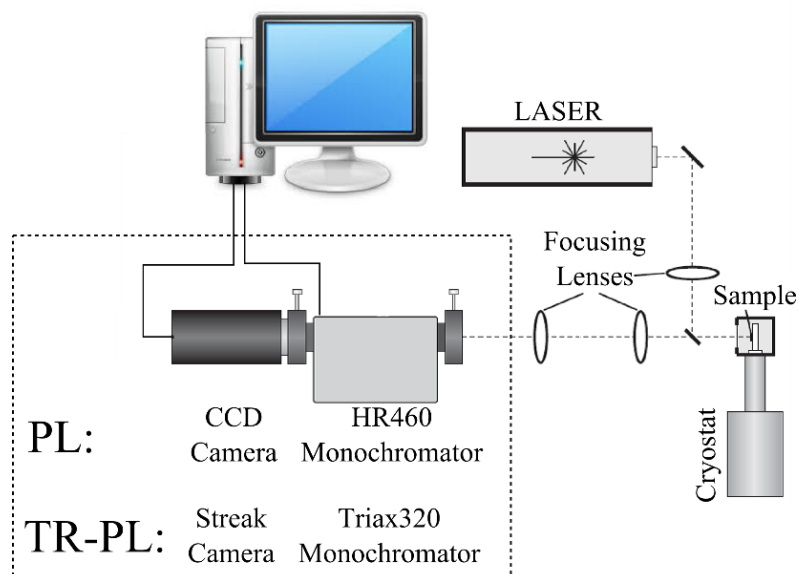 LASER
Focusing
Lenses
Sample
Cryostat
PL:
CCD
Camera
HR460
Monochromator
TR-PL:
Streak
Camera
Triax320
Monochromator